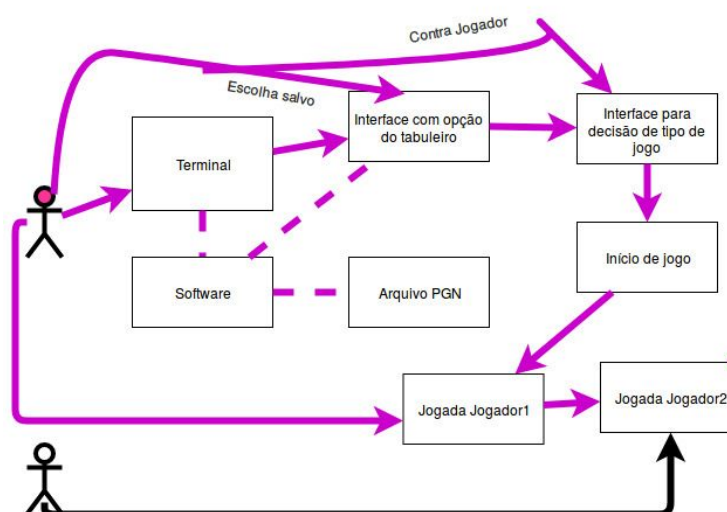 Contra Jogador
Escolha salvo
Interface com opção
do tabuleiro
Interface para
decisão de tipo de
jogo
Terminal
Início de jogo
Software
Arquivo PGN
Jogada Jogador1
Jogada Jogador2